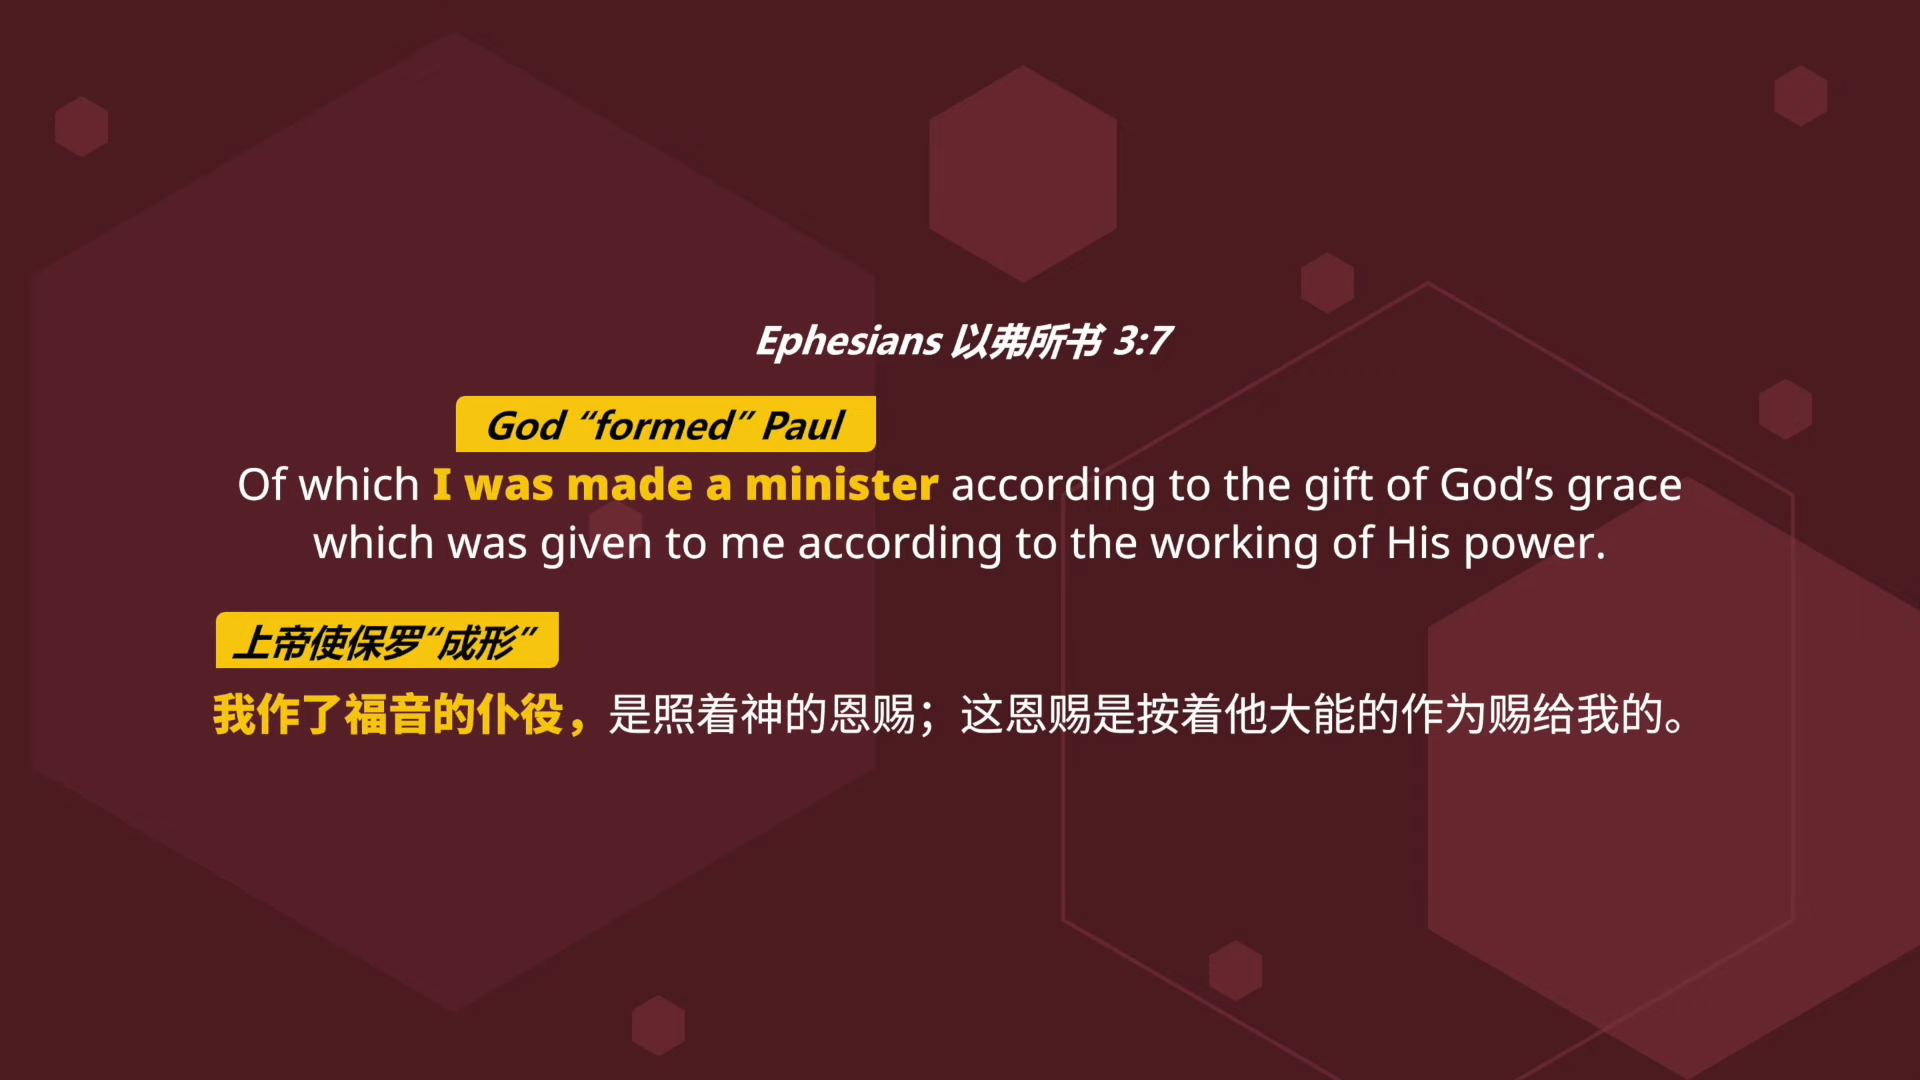 Ephesians 以弗所书 3:7
God “formed” Paul
Of which I was made a minister according to the gift of God’s grace
which was given to me according to the working of His power.
上帝使保罗“成形”
我作了福音的仆役，是照着神的恩赐；这恩赐是按着他大能的作为赐给我的。